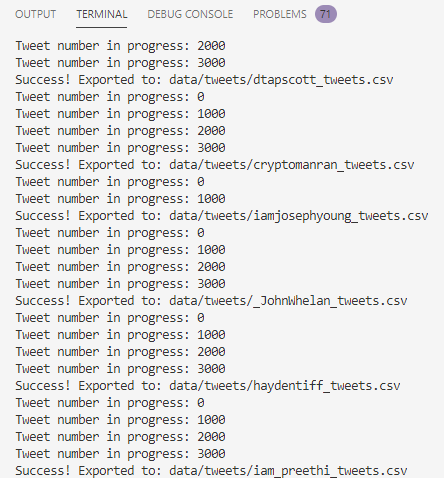 OUTPUT TERMINAL DEBUG CONSOLE PROBLEMS 71
Tweet number in progress: 2000
Tweet number in progress: 3000
Success! Exported to: data/tweets/dtapscott_tweets.csv
Tweet number in progress: 0
Tweet number in progress: 1000
Tweet number in progress: 2000
Tweet number in progress: 3000
Success! Exported to: data/tweets/cryptomanran_tweets.csv
Tweet number in progress: 0
Tweet number in progress: 1000
Success! Exported to: data/tweets/iamjosephyoung_tweets.csv
Tweet number in progress: 0
Tweet number in progress: 1000
Tweet number in progress: 2000
Tweet number in progress: 3000
Success! Exported to: data/tweets/_JohnWhelan_tweets.csv
Tweet number in progress: 0
Tweet number in progress: 1000
Tweet number in progress: 2000
Tweet number in progress: 3000
Success! Exported to: data/tweets/haydentiff_tweets.csv
Tweet number in progress: 0
Tweet number in progress: 1000
Tweet number in progress: 2000
Tweet number in progress: 3000
Success! Exported to: data/tweets/iam_preethi_tweets.csv